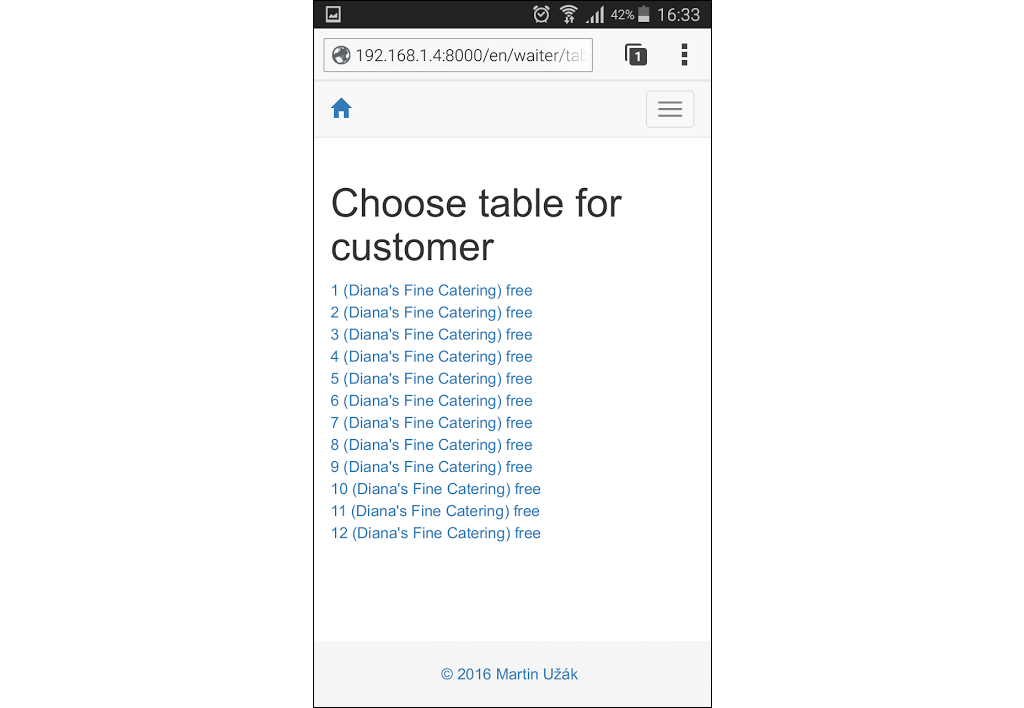 42% 16:33
192.168.1.4:8000/en/waiter/tab
1
Choose table for
customer
1 (Diana's Fine Catering) free
2 (Diana's Fine Catering) free
3 (Diana's Fine Catering) free
4 (Diana's Fine Catering) free
5 (Diana's Fine Catering) free
6 (Diana's Fine Catering) free
7 (Diana's Fine Catering) free
8 (Diana's Fine Catering) free
9 (Diana's Fine Catering) free
10 (Diana's Fine Catering) free
11 (Diana's Fine Catering) free
12 (Diana's Fine Catering) free
© 2016 Martin Užák